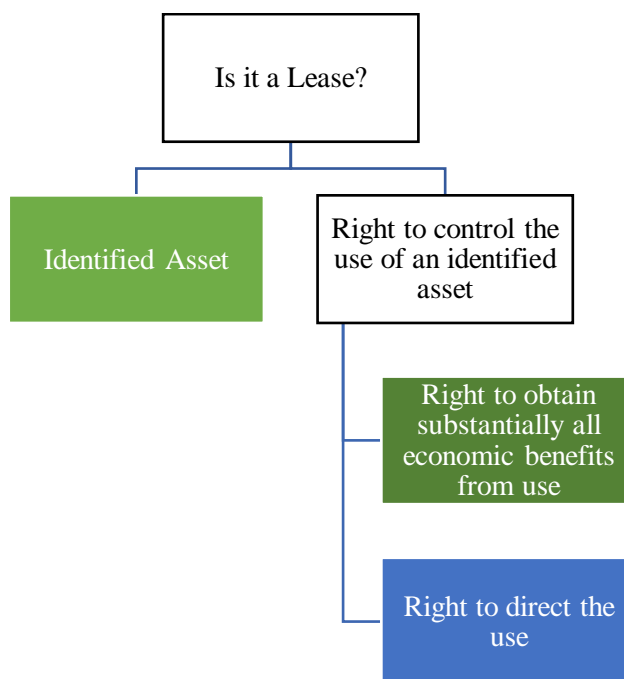 Is it a Lease?
Identified Asset
Right to control the
use of an identified
asset
Right to obtain
substantially all
economic benefits
from use
Right to direct the
use